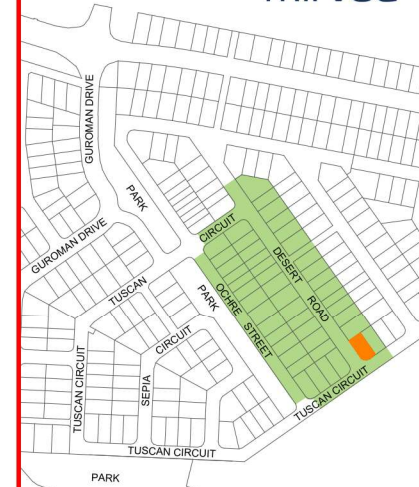 GUROMAN DRIVE
PARK
CIRCUIT
GUROMAN DRIVE
TUSCAN
DESERT ROAD
PARK
OCHRE STREET
CIRCUIT
TUSCAN CIRCUIT
SEPIA
TUSCAN CIRCUIT
TUSCAN CIRCUIT
PARK